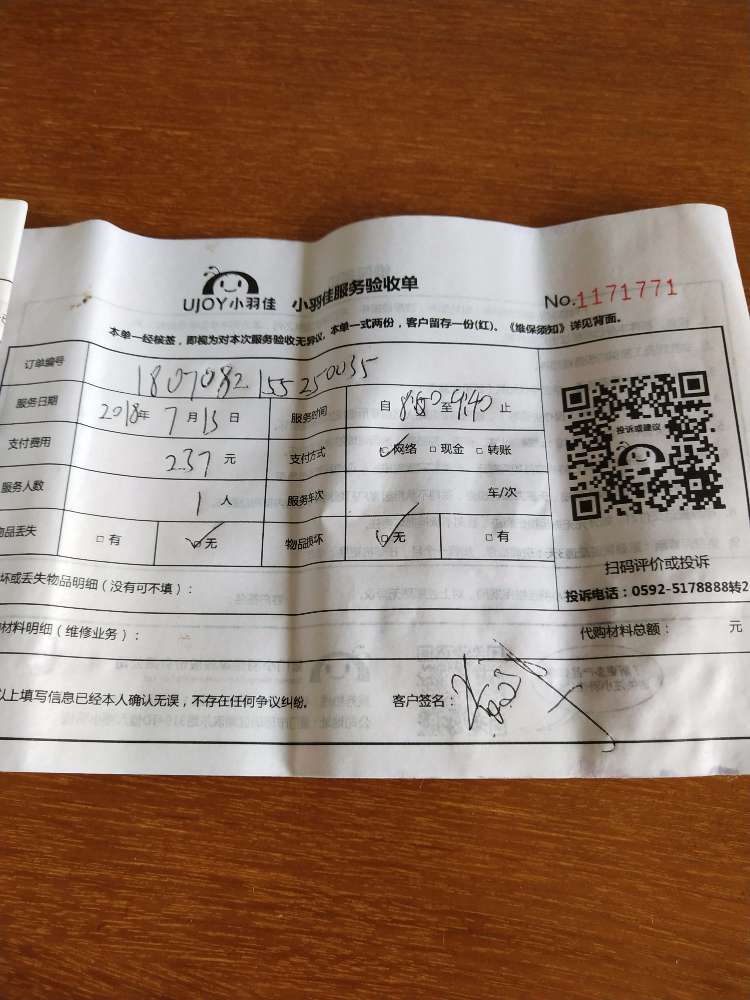 UJOY小羽佳 小羽佳服务验收单 No.1171771
本单一经核签，即视为对本次服务验收无异议，本单一式两份，客户留存一份(红)。《维保须知》详见背面。
订单编号 1807082155250035
服务日期 2018年7月13日 服务时间 自 至9:40止
支付费用 237元 支付方式 网络 □现金 □转账
服务人数 1人 服务车次 车/次
物品丢失 □有 无 物品损坏 无 □有
投诉或建议
扫码评价或投诉
投诉电话：0592-5178888转2
坏或丢失物品明细（没有可不填）：
材料明细（维修业务）： 代购材料总额： 元
以上填写信息已经本人确认无误，不存在任何争议纠纷。 客户签名：